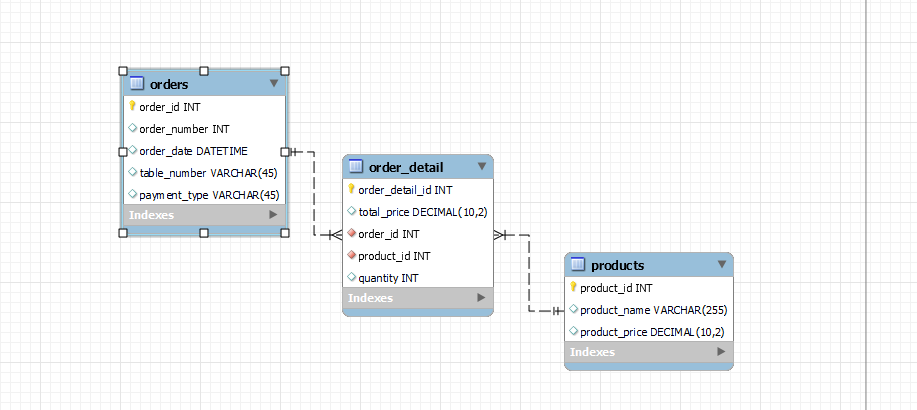 orders
order_id INT
order_number INT
order_date DATETIME
table_number VARCHAR(45)
payment_type VARCHAR(45)
Indexes
order_detail
order_detail_id INT
total_price DECIMAL(10,2)
order_id INT
product_id INT
quantity INT
Indexes
products
product_id INT
product_name VARCHAR(255)
product_price DECIMAL(10,2)
Indexes